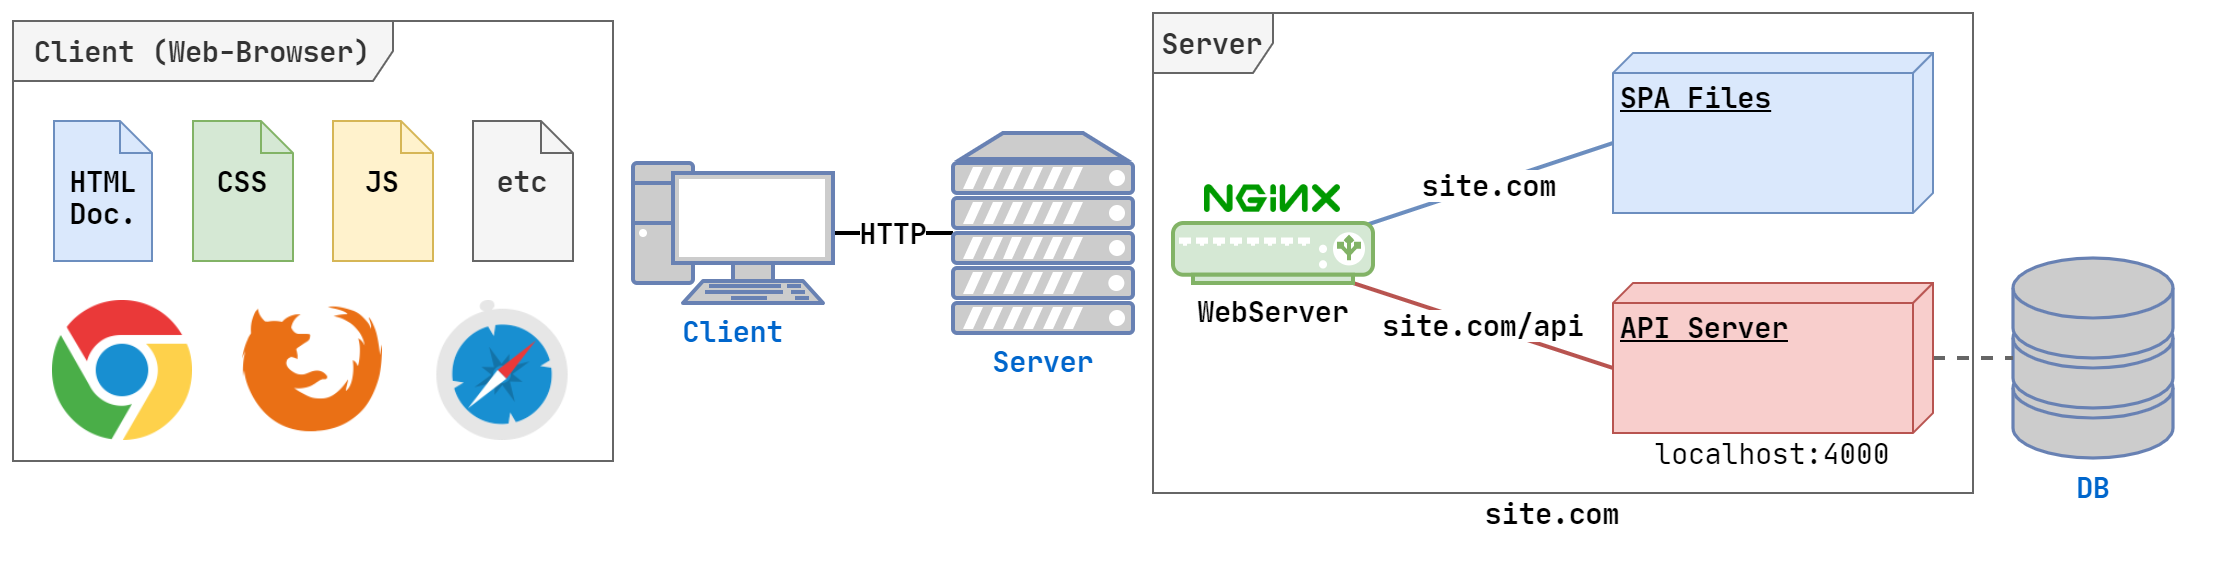 Client (Web-Browser)
HTML
Doc.
CSS
JS
etc
Client
HTTP
Server
Server
NGiNX
WebServer
site.com
SPA Files
site.com/api
API Server
localhost:4000
site.com
DB